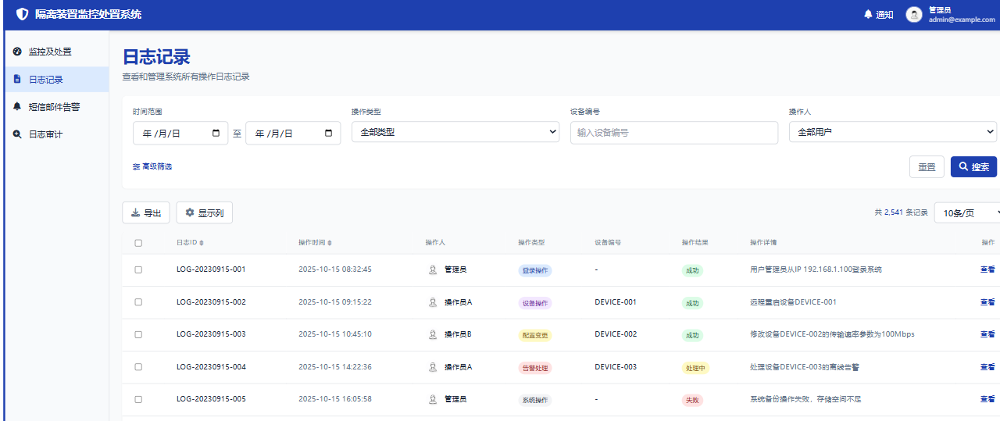 隔离装置监控处置系统
通知
管理员
admin@example.com
监控及处置
日志记录
短信邮件告警
日志审计
日志记录
查看和管理系统所有操作日志记录
时间范围 操作类型 设备编号 操作人
年 /月/日 至 年 /月/日 全部类型 输入设备编号 全部用户
高级筛选 重置 搜索
导出 显示列 共 2,541 条记录 10条/页
日志ID 操作时间 操作人 操作类型 设备编号 操作结果 操作详情 操作
LOG-20230915-001 2025-10-15 08:32:45 管理员 登录操作 - 成功 用户管理员从IP 192.168.1.100登录系统 查看
LOG-20230915-002 2025-10-15 09:15:22 操作员A 设备操作 DEVICE-001 成功 远程重启设备DEVICE-001 查看
LOG-20230915-003 2025-10-15 10:45:10 操作员B 配置变更 DEVICE-002 成功 修改设备DEVICE-002的传输速率参数为100Mbps 查看
LOG-20230915-004 2025-10-15 14:22:36 操作员A 告警处理 DEVICE-003 处理中 处理设备DEVICE-003的离线告警 查看
LOG-20230915-005 2025-10-15 16:05:58 管理员 系统操作 - 失败 系统备份操作失败，存储空间不足 查看